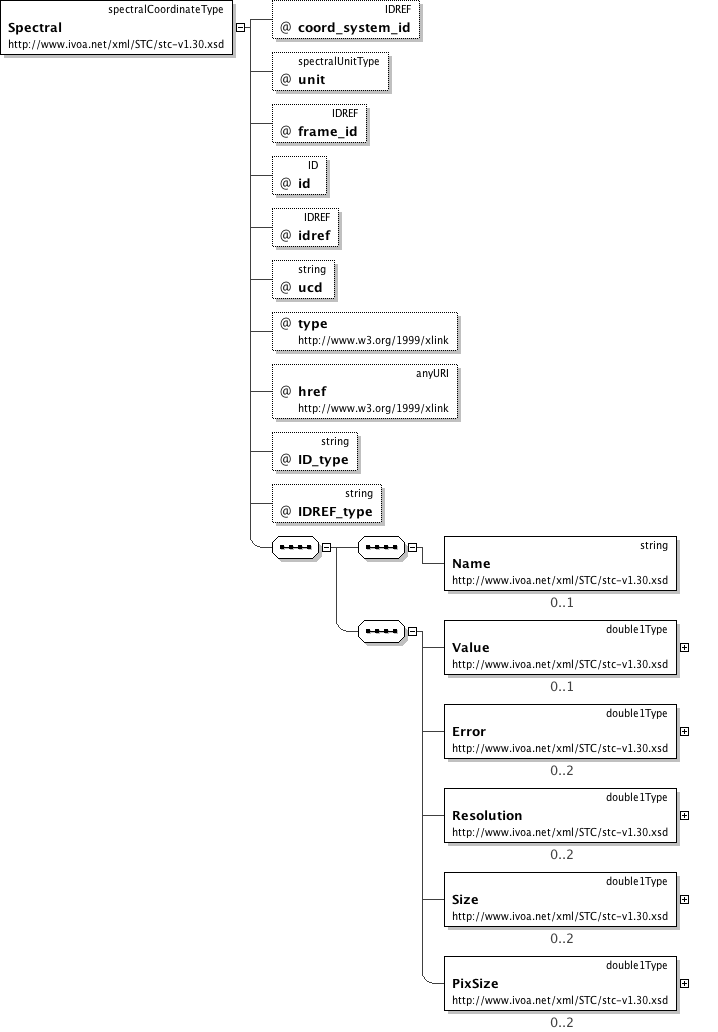 spectralCoordinateType
Spectral
http://www.ivoa.net/xml/STC/stc-v1.30.xsd
IDREF
@ coord_system_id
spectralUnitType
@ unit
IDREF
@ frame_id
ID
@ id
IDREF
@ idref
string
@ ucd
@ type
http://www.w3.org/1999/xlink
anyURI
@ href
http://www.w3.org/1999/xlink
string
@ ID_type
string
@ IDREF_type
string
Name
http://www.ivoa.net/xml/STC/stc-v1.30.xsd
0..1
double1Type
Value
http://www.ivoa.net/xml/STC/stc-v1.30.xsd
0..1
double1Type
Error
http://www.ivoa.net/xml/STC/stc-v1.30.xsd
0..2
double1Type
Resolution
http://www.ivoa.net/xml/STC/stc-v1.30.xsd
0..2
double1Type
Size
http://www.ivoa.net/xml/STC/stc-v1.30.xsd
0..2
double1Type
PixSize
http://www.ivoa.net/xml/STC/stc-v1.30.xsd
0..2